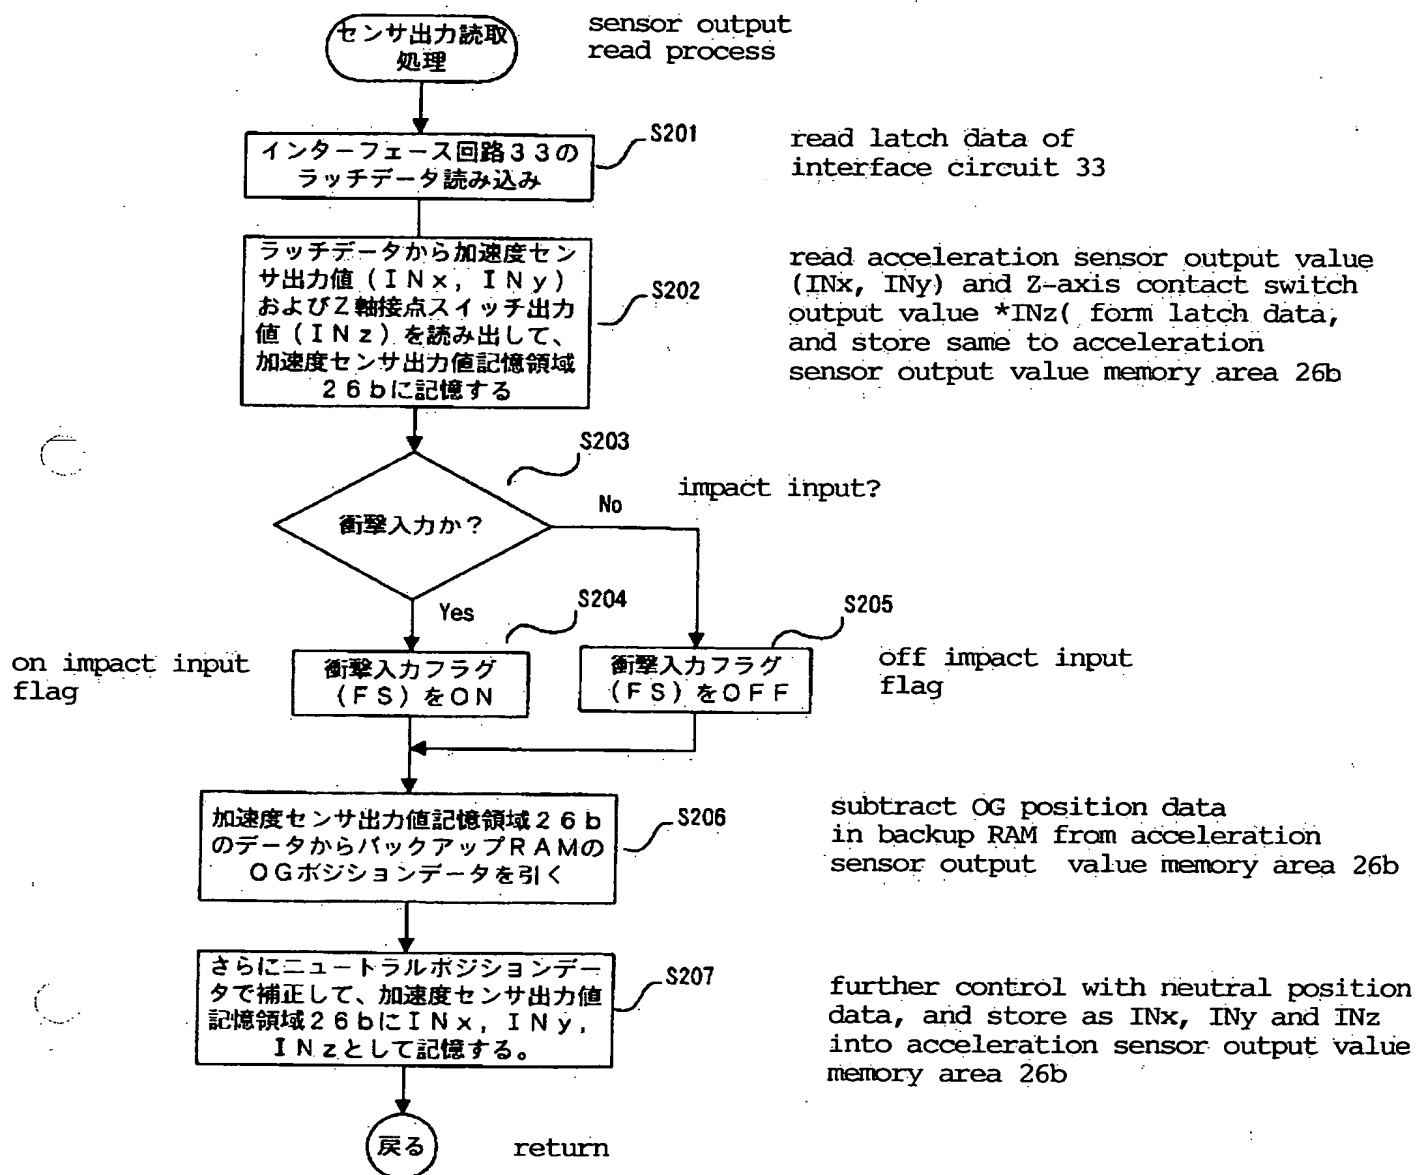 センサ出力読取
処理
sensor output
read process
S201
インターフェース回路33の
ラッチデータ読み込み
read latch data of
interface circuit 33
ラッチデータから加速度セン
サ出力値(INx, INy)
およびZ軸接点スイッチ出力
値(INz)を読み出して、
加速度センサ出力値記憶領域
26bに記憶する
S202
read acceleration sensor output value
(INx, INy) and Z-axis contact switch
output value *INz( form latch data,
and store same to acceleration
sensor output value memory area 26b
S203
衝撃入力か?
No
impact input?
Yes
S204
S205
on impact input
flag
衝撃入力フラグ
(FS)をON
衝撃入力フラグ
(FS)をOFF
off impact input
flag
加速度センサ出力値記憶領域26b
のデータからバックアップRAMの
OGポジションデータを引く
S206
subtract OG position data
in backup RAM from acceleration
sensor output value memory area 26b
さらにニュートラルポジションデー
タで補正して、加速度センサ出力値
記憶領域26bにINx, INy,
INzとして記憶する。
S207
further control with neutral position
data, and store as INx, INy and INz
into acceleration sensor output value
memory area 26b
戻る
return